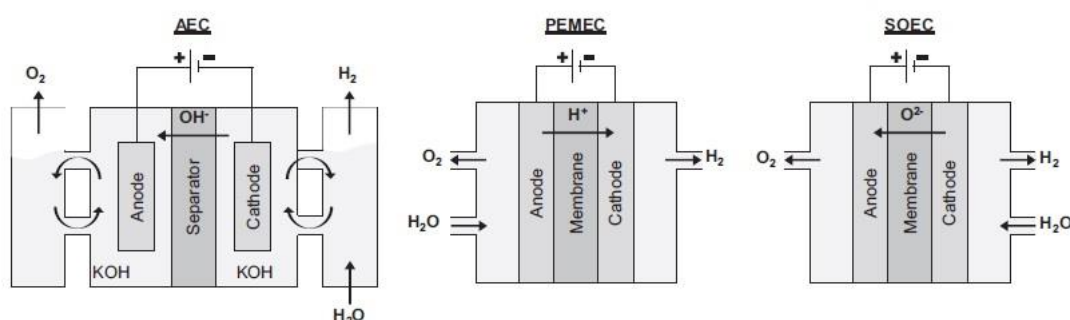 AEC
+ −
O₂
H₂
OH⁻
Anode
Separator
Cathode
KOH
KOH
H₂O
PEMEC
+ −
H⁺
O₂
H₂
H₂O
Anode
Membrane
Cathode
SOEC
+ −
O²⁻
O₂
H₂
H₂O
Anode
Membrane
Cathode